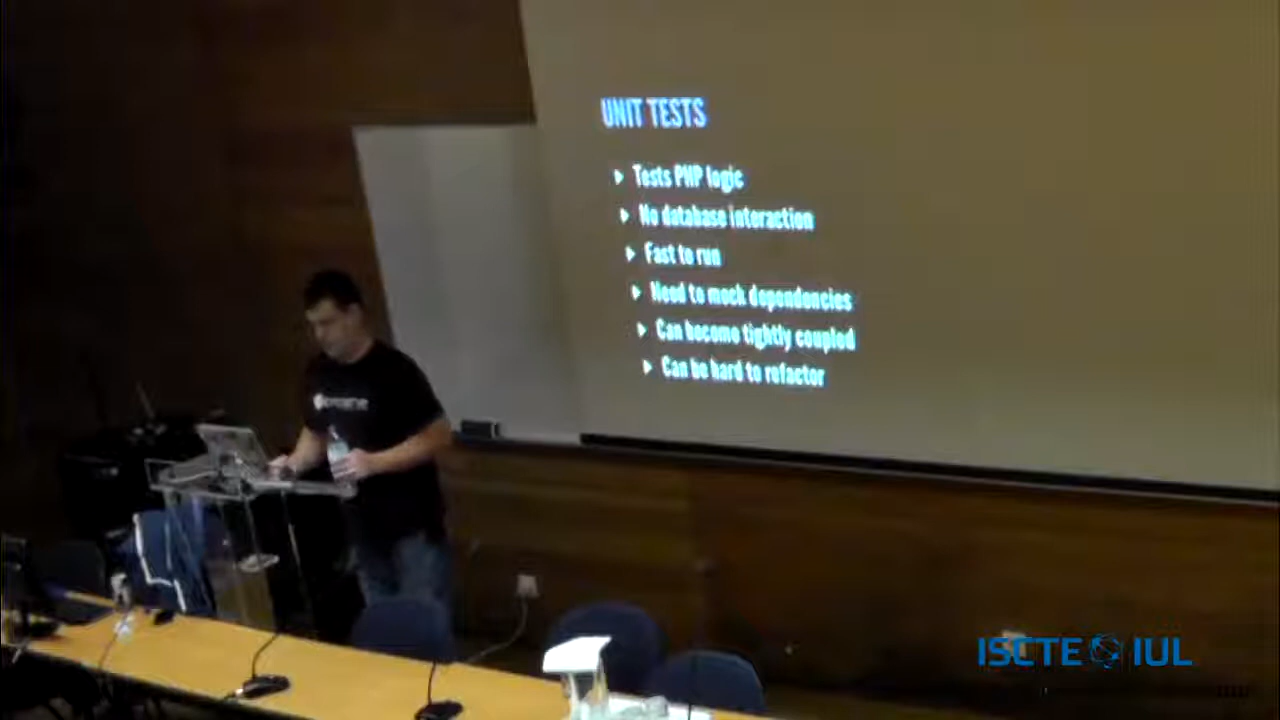 UNIT TESTS
Tests PHP logic
No database interaction
Fast to run
Need to mock dependencies
Can become tightly coupled
Can be hard to refactor
ISCTE IUL